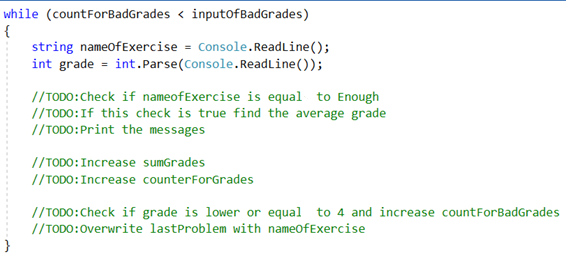 while (countForBadGrades < inputOfBadGrades)
{
string nameOfExercise = Console.ReadLine();
int grade = int.Parse(Console.ReadLine());
//TODO:Check if nameofExercise is equal  to Enough
//TODO:If this check is true find the average grade
//TODO:Print the messages
//TODO:Increase sumGrades
//TODO:Increase counterForGrades
//TODO:Check if grade is lower or equal  to 4 and increase countForBadGrades
//TODO:Overwrite lastProblem with nameOfExercise
}